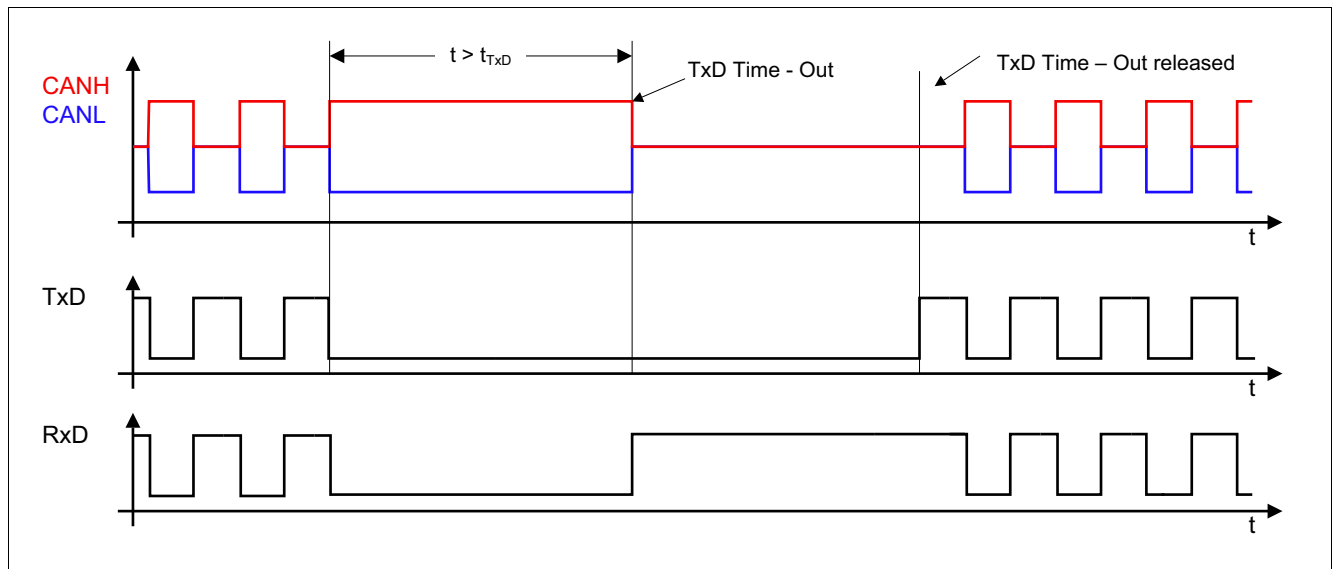 t > tTxD
TxD Time - Out
TxD Time – Out released
CANH
CANL
t
TxD
t
RxD
t